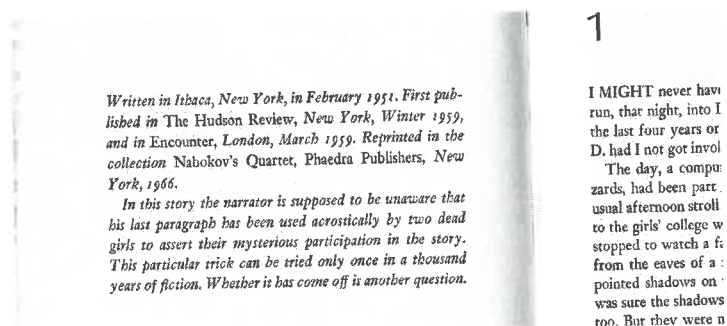 Written in Ithaca, New York, in February 1951. First pub-
lished in The Hudson Review, New York, Winter 1959,
and in Encounter, London, March 1959. Reprinted in the
collection Nabokov's Quartet, Phaedra Publishers, New
York, 1966.
In this story the narrator is supposed to be unaware that
his last paragraph has been used acrostically by two dead
girls to assert their mysterious participation in the story.
This particular trick can be tried only once in a thousand
years of fiction. Whether it has come off is another question.
1
I MIGHT never
run, that night, into
the last four years or
D. had I not got
The day, a
zards, had been part
usual afternoon stroll
to the girls' college
stopped to watch a
from the eaves of a
pointed shadows on
was sure the shadows
too. But they were